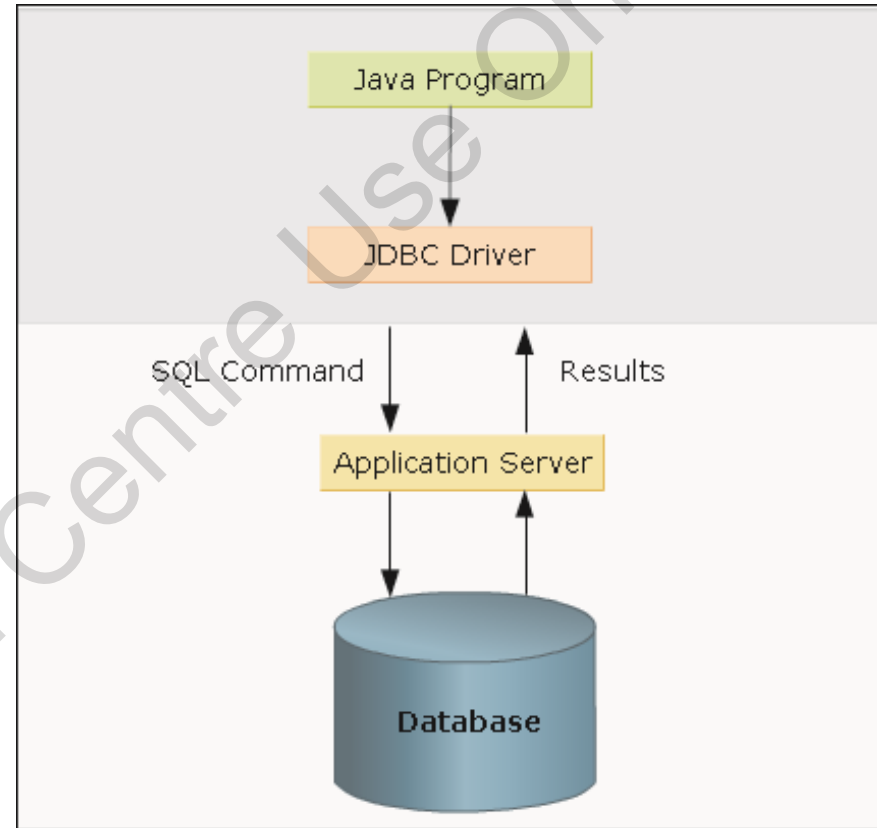 Java Program
JDBC Driver
SQL Command
Results
Application Server
Database
Centre Use